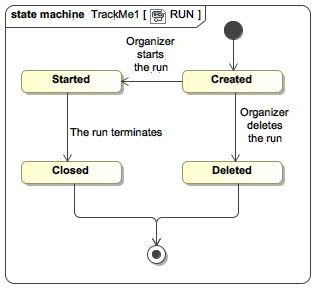 state machine TrackMe1 [ RUN ]
Organizer
starts
the run
Started
Created
Organizer
deletes
the run
The run terminates
Closed
Deleted